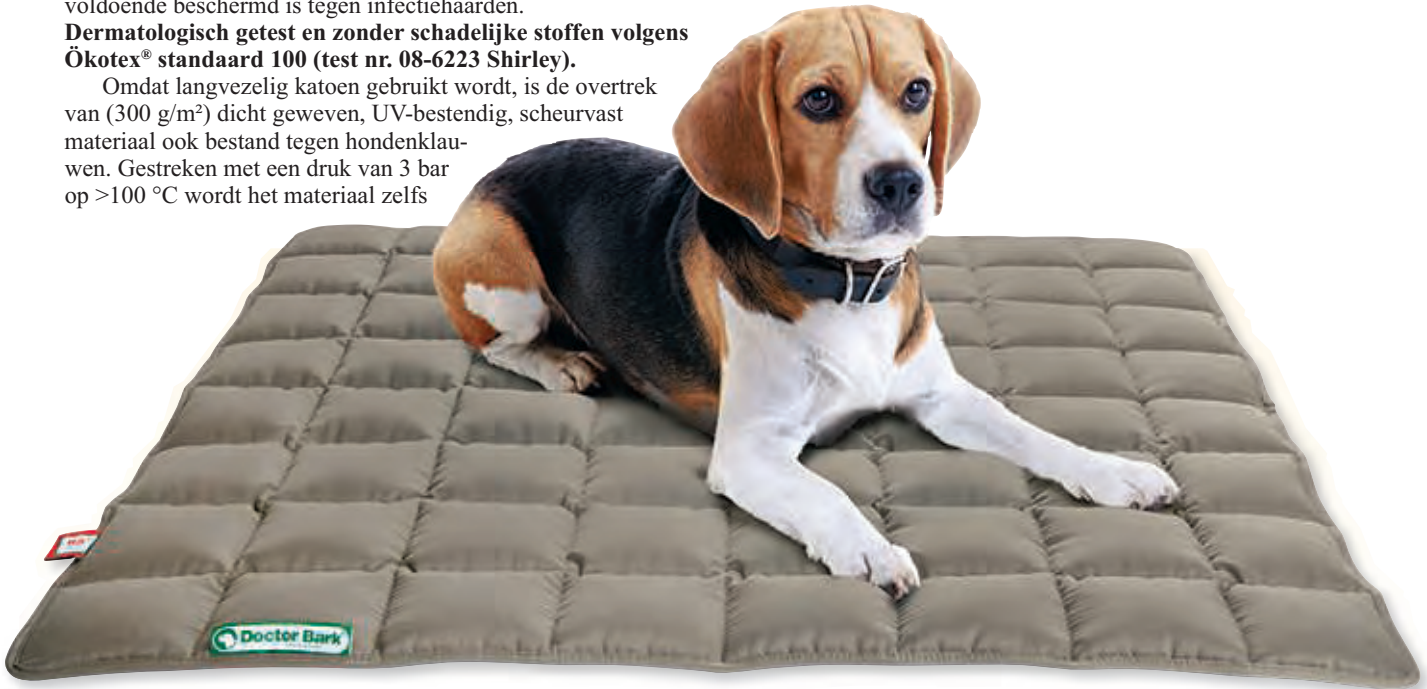 voldoende beschermd is tegen infectiehaarden.
Dermatologisch getest en zonder schadelijke stoffen volgens
Ökotex® standaard 100 (test nr. 08-6223 Shirley).
Omdat langvezelig katoen gebruikt wordt, is de overtrek
van (300 g/m²) dicht geweven, UV-bestendig, scheurvast
materiaal ook bestand tegen hondenklau-
wen. Gestreken met een druk van 3 bar
op >100 °C wordt het materiaal zelfs
Doctor Bark